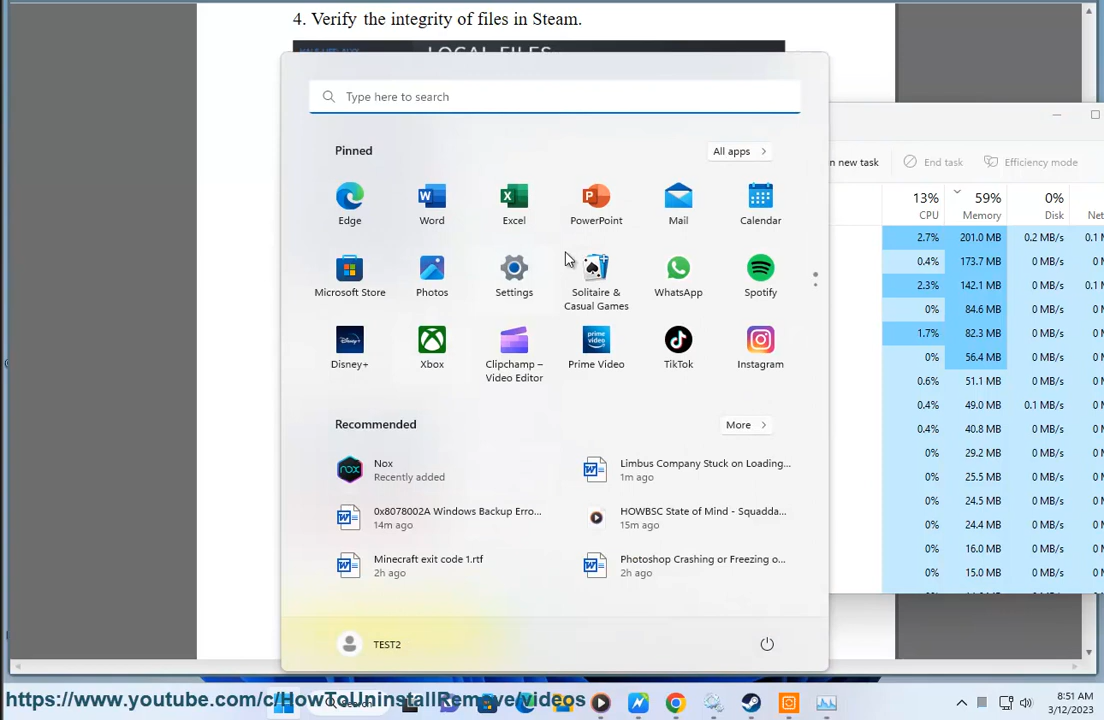 4. Verify the integrity of files in Steam.
LOCAL FILES
Type here to search
Pinned
All apps
Edge
Word
Excel
PowerPoint
Mail
Calendar
Microsoft Store
Photos
Settings
Solitaire &
Casual Games
WhatsApp
Spotify
Disney+
Xbox
Clipchamp –
Video Editor
Prime Video
TikTok
Instagram
Recommended
More
Nox
Recently added
Limbus Company Stuck on Loading...
1m ago
0x8078002A Windows Backup Erro...
14m ago
HOWBSC State of Mind - Squadda...
15m ago
Minecraft exit code 1.rtf
2h ago
Photoshop Crashing or Freezing o...
2h ago
TEST2
n new task
End task
Efficiency mode
13% 59% 0%
CPU Memory Disk Net
2.7% 201.0 MB 0.2 MB/s 0.1
0.4% 173.7 MB 0 MB/s 0 M
2.3% 142.1 MB 0 MB/s 0.1
0% 84.6 MB 0 MB/s 0 M
1.7% 82.3 MB 0 MB/s 0 M
0% 56.4 MB 0 MB/s 0 M
0.6% 51.1 MB 0 MB/s 0 M
0.4% 49.0 MB 0.1 MB/s 0 M
0.4% 40.8 MB 0 MB/s 0 M
0% 29.2 MB 0 MB/s 0 M
0% 25.5 MB 0 MB/s 0 M
0% 24.5 MB 0 MB/s 0 M
0% 24.4 MB 0 MB/s 0 M
0% 16.0 MB 0 MB/s 0 M
0% 15.0 MB 0 MB/s 0 M
https://www.youtube.com/c/HowToUninstallRemove/videos
Search
8:51 AM
3/12/2023